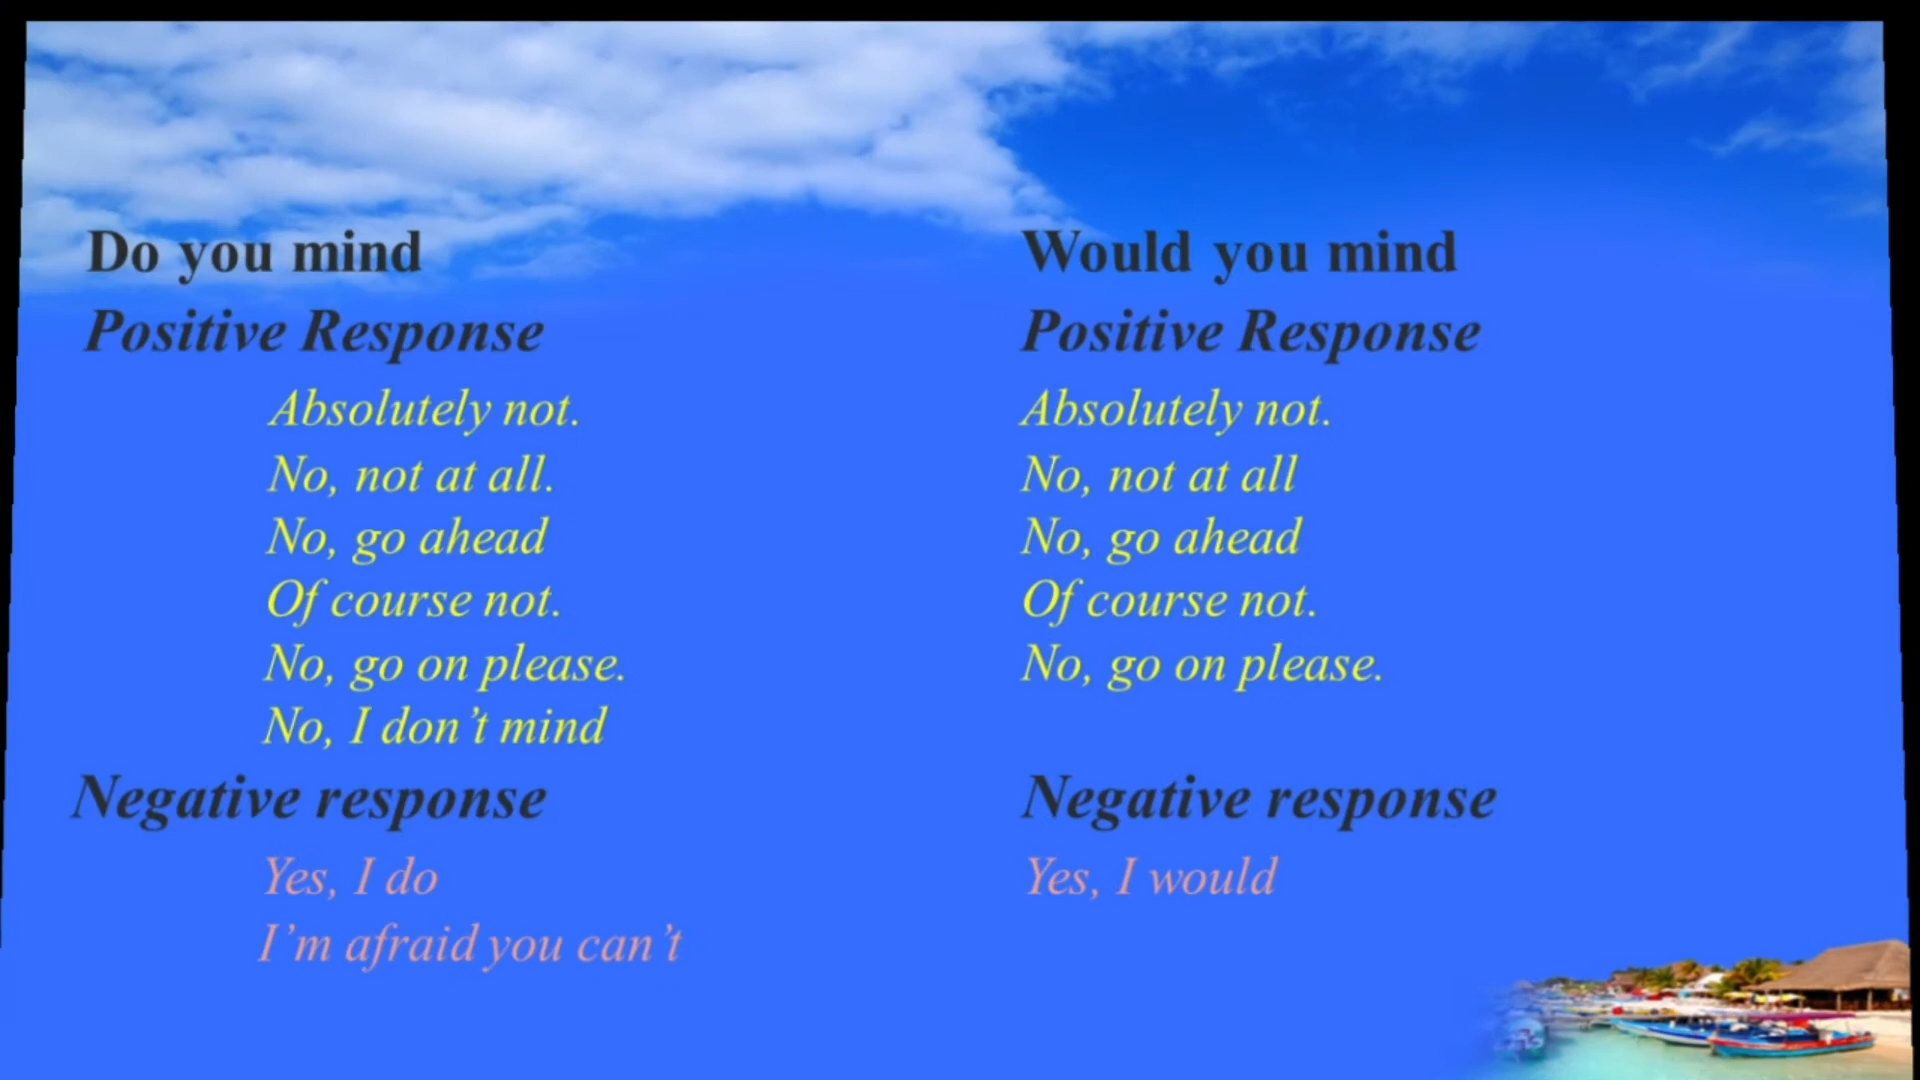 Do you mind
Positive Response
Absolutely not.
No, not at all.
No, go ahead
Of course not.
No, go on please.
No, I don’t mind
Negative response
Yes, I do
I’m afraid you can’t
Would you mind
Positive Response
Absolutely not.
No, not at all
No, go ahead
Of course not.
No, go on please.
Negative response
Yes, I would